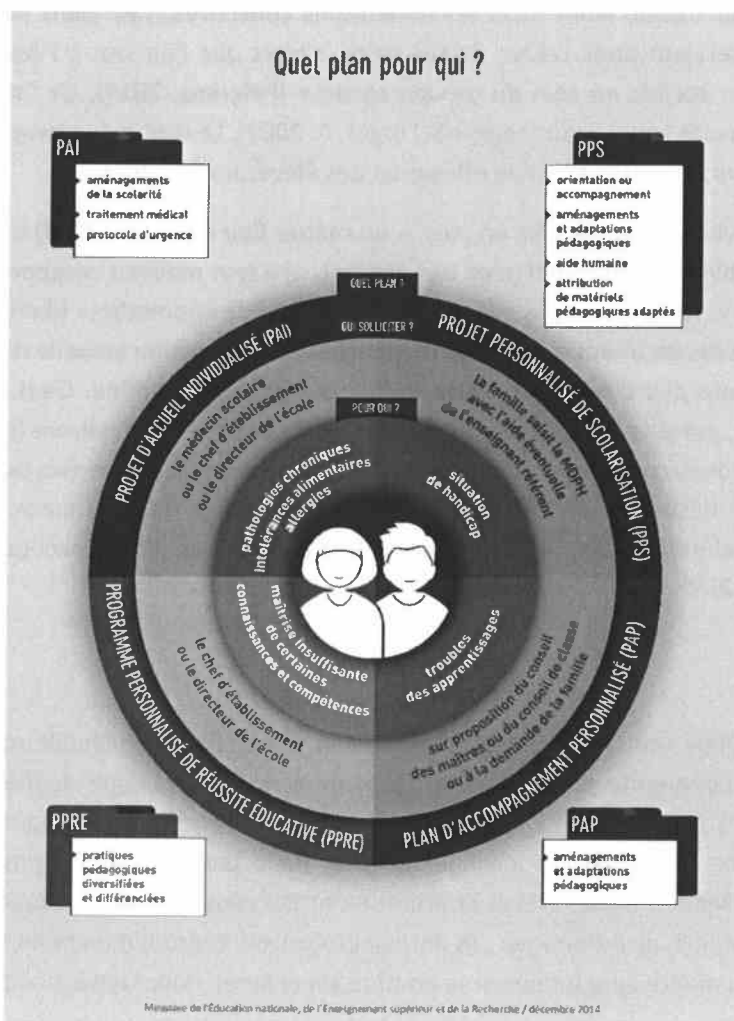 Quel plan pour qui ?
PAI
aménagements
de la scolarité
traitement médical
protocole d'urgence
PPS
orientation ou
accompagnement
aménagements
et adaptations
pédagogiques
aide humaine
attribution
de matériels
pédagogiques adaptés
QUEL PLAN ?
QUI SOLLICITER ?
POUR QUI ?
PROJET D'ACCUEIL INDIVIDUALISÉ (PAI)
le médecin scolaire
ou le chef d'établissement
ou le directeur de l'école
pathologies chroniques
intolérances alimentaires
allergies
PROJET PERSONNALISÉ DE SCOLARISATION (PPS)
la famille saisit la MDPH
avec l'aide éventuelle
de l'enseignant référent
situation
de handicap
PROGRAMME PERSONNALISÉ DE RÉUSSITE ÉDUCATIVE (PPRE)
le chef d'établissement
ou le directeur de l'école
maîtrise insuffisante
de certaines
connaissances et compétences
PLAN D'ACCOMPAGNEMENT PERSONNALISÉ (PAP)
sur proposition du conseil
des maîtres ou du conseil de classe
ou à la demande de la famille
troubles
des apprentissages
PPRE
pratiques
pédagogiques
diversifiées
et différenciées
PAP
aménagements
et adaptations
pédagogiques
Ministère de l'Éducation nationale, de l'Enseignement supérieur et de la Recherche / décembre 2014